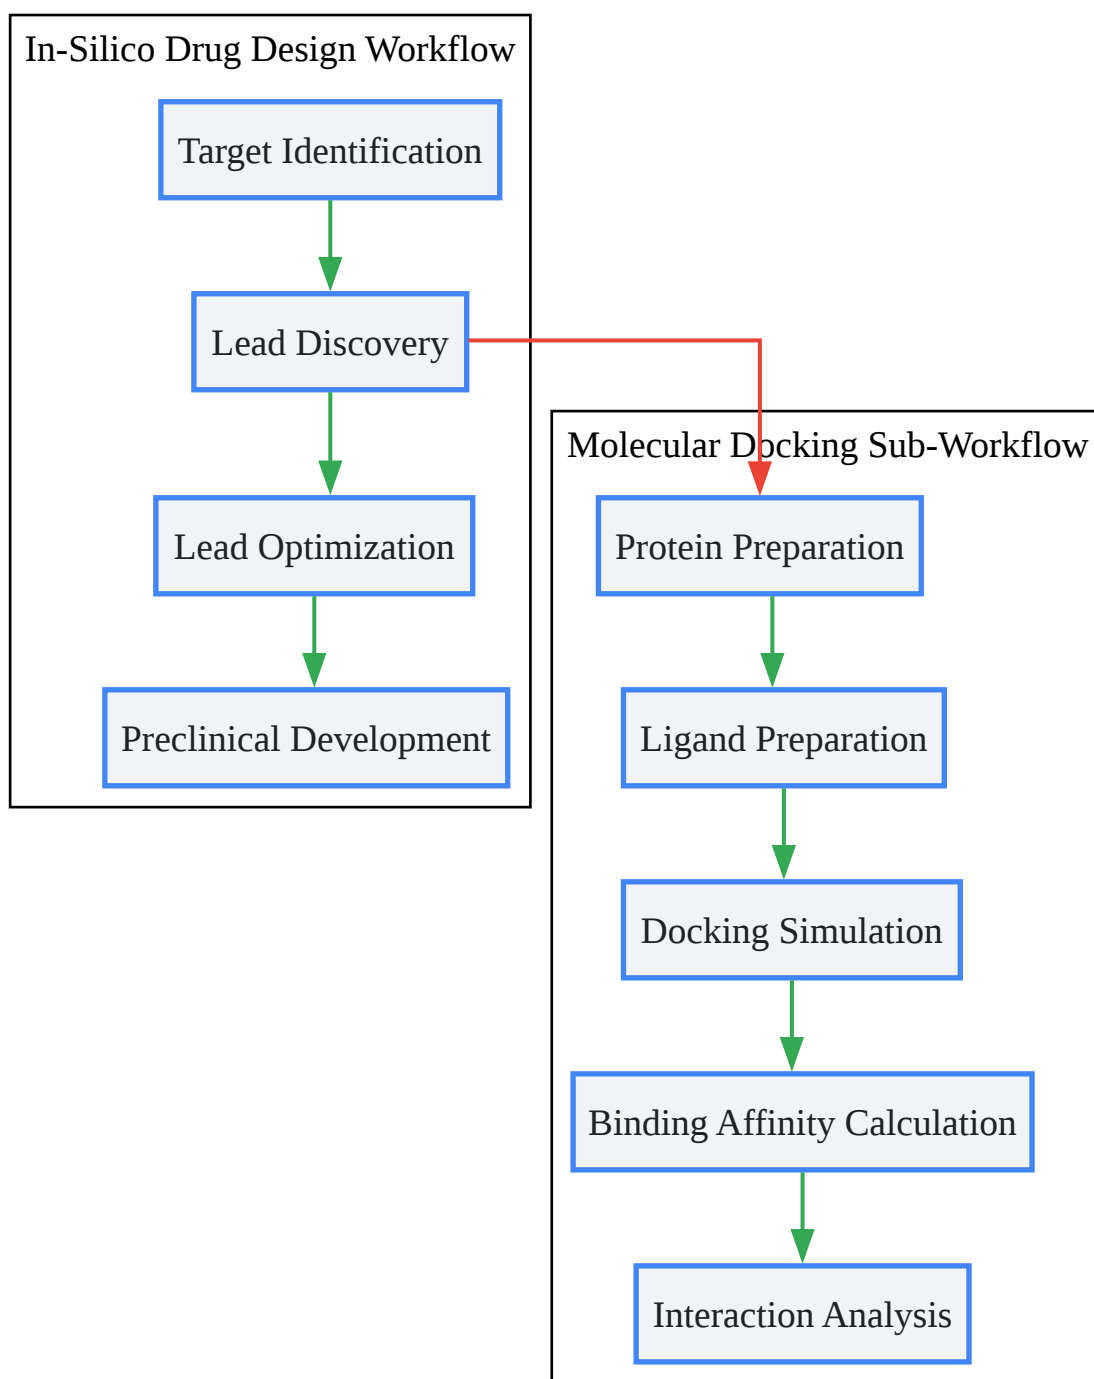 In-Silico Drug Design Workflow
Target Identification
Lead Discovery
Lead Optimization
Preclinical Development
Molecular Docking Sub-Workflow
Protein Preparation
Ligand Preparation
Docking Simulation
Binding Affinity Calculation
Interaction Analysis